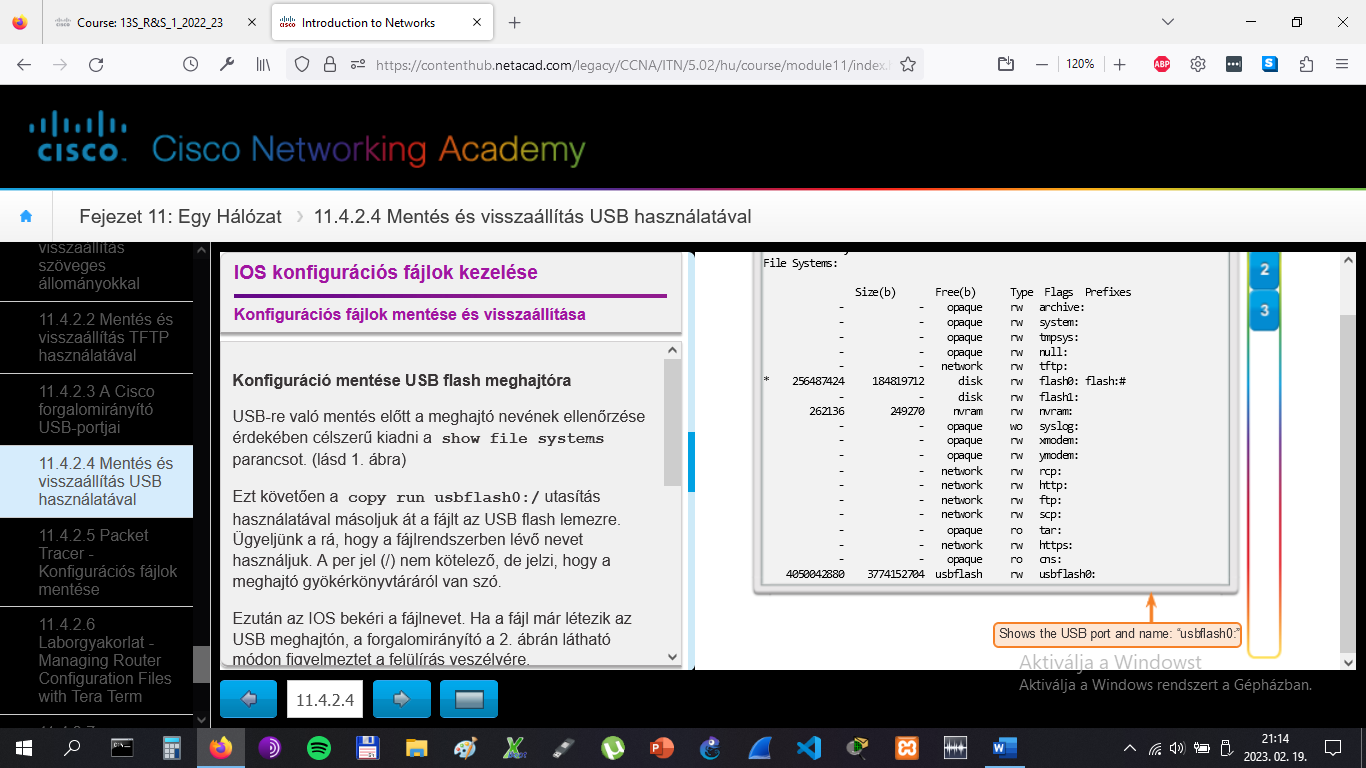 Course: 13S_R&S_1_2022_23
Introduction to Networks
https://contenthub.netacad.com/legacy/CCNA/ITN/5.02/hu/course/module11/index.
120%
ABP
CISCO
Cisco Networking Academy
Fejezet 11: Egy Hálózat
11.4.2.4 Mentés és visszaállítás USB használatával
visszaállítás
szöveges
állományokkal
11.4.2.2 Mentés és
visszaállítás TFTP
használatával
11.4.2.3 A Cisco
forgalomirányító
USB-portjai
11.4.2.4 Mentés és
visszaállítás USB
használatával
11.4.2.5 Packet
Tracer -
Konfigurációs fájlok
mentése
11.4.2.6
Laborgyakorlat -
Managing Router
Configuration Files
with Tera Term
IOS konfigurációs fájlok kezelése
Konfigurációs fájlok mentése és visszaállítása
Konfiguráció mentése USB flash meghajtóra
USB-re való mentés előtt a meghajtó nevének ellenőrzése
érdekében célszerű kiadni a show file systems
parancsot. (lásd 1. ábra)
Ezt követően a copy run usbflash0:/ utasítás
használatával másoljuk át a fájlt az USB flash lemezre.
Ügyeljünk a rá, hogy a fájlrendszerben lévő nevet
használjuk. A per jel (/) nem kötelező, de jelzi, hogy a
meghajtó gyökérkönyvtáráról van szó.
Ezután az IOS bekéri a fájlnevet. Ha a fájl már létezik az
USB meghajtón, a forgalomirányító a 2. ábrán látható
módon figyelmeztet a felülírás veszélyére.
File Systems:
Size(b) Free(b) Type Flags Prefixes
- - opaque rw archive:
- - opaque rw system:
- - opaque rw tmpsys:
- - opaque rw null:
- - network rw tftp:
* 256487424 184819712 disk rw flash0: flash:#
- - disk rw flash1:
262136 249270 nvram rw nvram:
- - opaque wo syslog:
- - opaque rw xmodem:
- - opaque rw ymodem:
- - network rw rcp:
- - network rw http:
- - network rw ftp:
- - network rw scp:
- - opaque ro tar:
- - network rw https:
- - opaque ro cns:
4050042880 3774152704 usbflash rw usbflash0:
Shows the USB port and name: “usbflash0:”
2
3
Aktiválja a Windowst
Aktiválja a Windows rendszert a Gépházban.
11.4.2.4
21:14
2023. 02. 19.